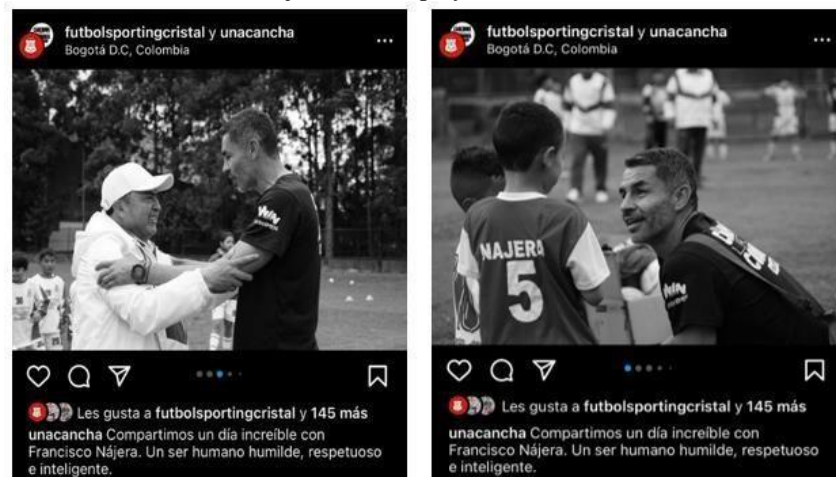 futbolsportingcristal y unacancha
Bogotá D.C, Colombia
WIN
Les gusta a futbolsportingcristal y 145 más
unacancha Compartimos un día increíble con
Francisco Nájera. Un ser humano humilde, respetuoso
e inteligente.
futbolsportingcristal y unacancha
Bogotá D.C, Colombia
NAJERA
5
WIN
Les gusta a futbolsportingcristal y 145 más
unacancha Compartimos un día increíble con
Francisco Nájera. Un ser humano humilde, respetuoso
e inteligente.